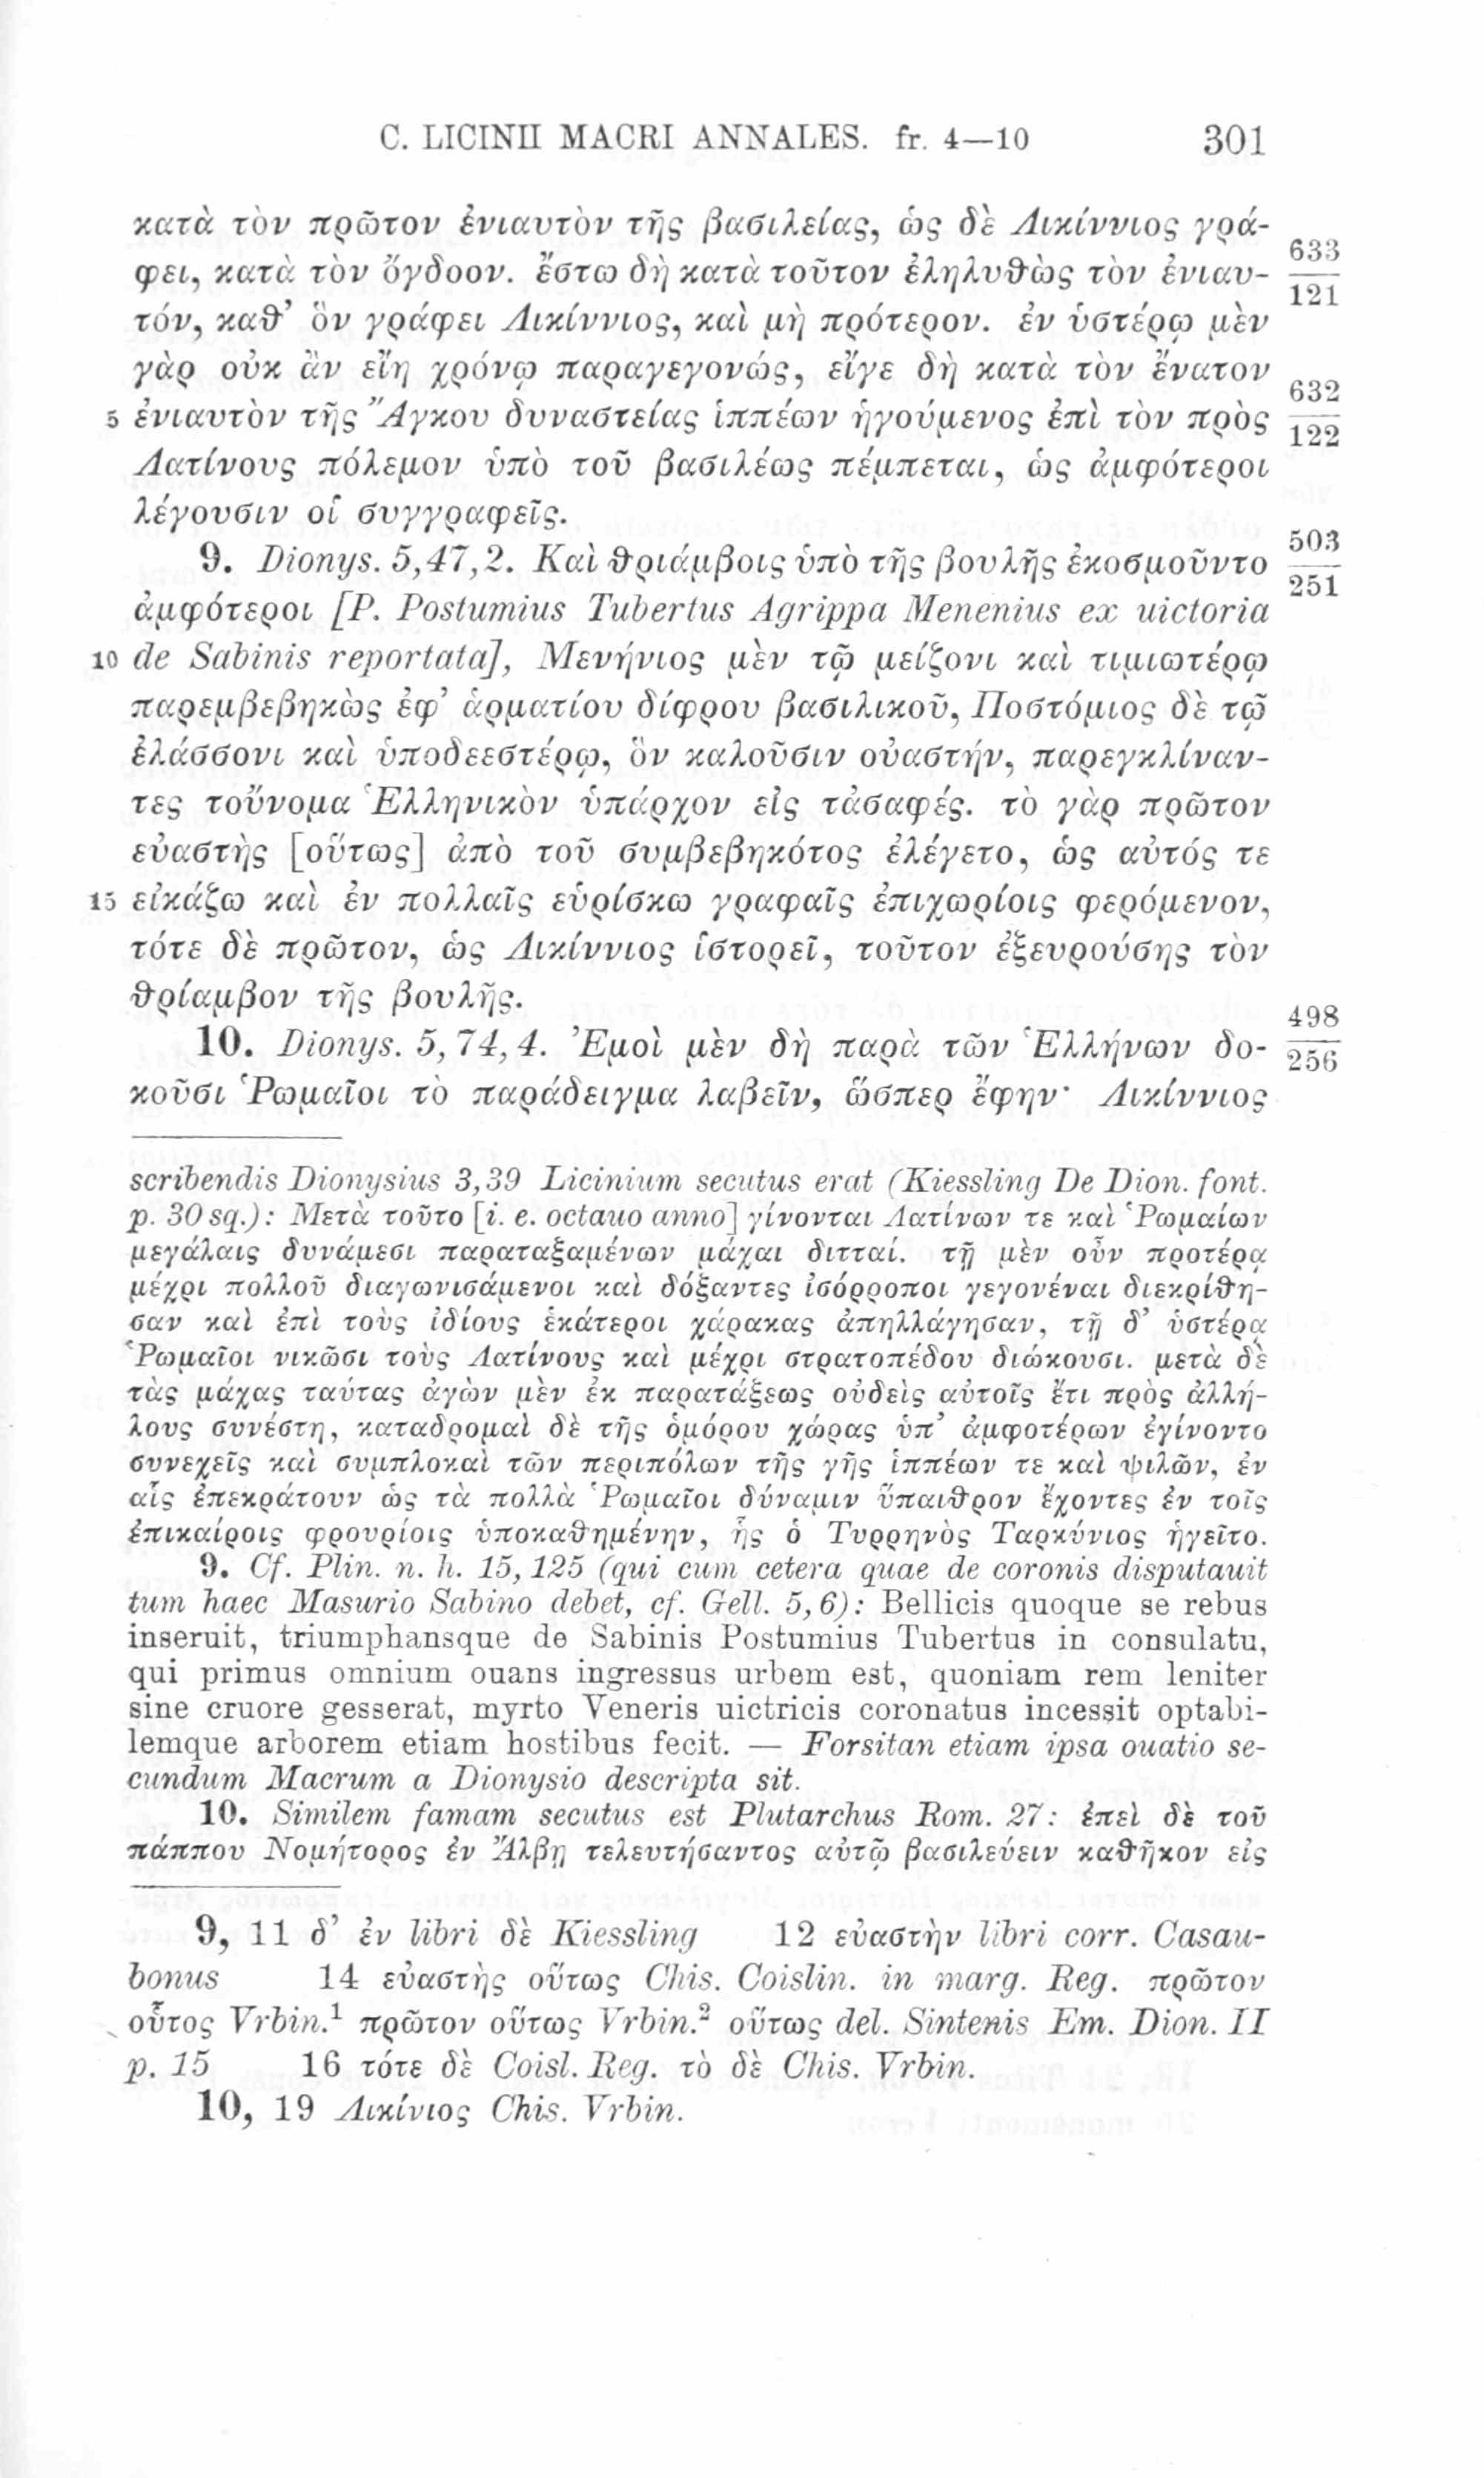 C. LICINII MACRI ANNALES. fr. 4—10 301
κατὰ τὸν πρῶτον ἐνιαυτὸν τῆς βασιλείας, ὡς δὲ Λικίννιος γρά-
φει, κατὰ τὸν ὄγδοον. ἔστω δὴ κατὰ τοῦτον ἐληλυθὼς τὸν ἐνιαυ- 633/121
τόν, καθ’ ὃν γράφει Λικίννιος, καὶ μὴ πρότερον. ἐν ὑστέρῳ μὲν
γὰρ οὐκ ἂν εἴη χρόνῳ παραγεγονώς, εἴγε δὴ κατὰ τὸν ἔνατον
5 ἐνιαυτὸν τῆς Ἄγκου δυναστείας ἱππέων ἡγούμενος ἐπὶ τὸν πρὸς 632/122
Λατίνους πόλεμον ὑπὸ τοῦ βασιλέως πέμπεται, ὡς ἀμφότεροι
λέγουσιν οἱ συγγραφεῖς.
9. Dionys. 5,47,2. Καὶ θριάμβοις ὑπὸ τῆς βουλῆς ἐκοσμοῦντο 503/251
ἀμφότεροι [P. Postumius Tubertus Agrippa Menenius ex uictoria
10 de Sabinis reportata], Μενήνιος μὲν τῷ μείζονι καὶ τιμιωτέρῳ
παρεμβεβηκὼς ἐφ’ ἁρματίου δίφρου βασιλικοῦ, Ποστόμιος δὲ τῷ
ἐλάσσονι καὶ ὑποδεεστέρῳ, ὃν καλοῦσιν οὐαστήν, παρεγκλίναν-
τες τοὔνομα Ἑλληνικὸν ὑπάρχον εἰς τἀσαφές. τὸ γὰρ πρῶτον
εὐαστὴς [οὕτως] ἀπὸ τοῦ συμβεβηκότος ἐλέγετο, ὡς αὐτός τε
15 εἰκάζω καὶ ἐν πολλαῖς εὑρίσκω γραφαῖς ἐπιχωρίοις φερόμενον,
τότε δὲ πρῶτον, ὡς Λικίννιος ἱστορεῖ, τοῦτον ἐξευρούσης τὸν
θρίαμβον τῆς βουλῆς.
10. Dionys. 5,74,4. Ἐμοὶ μὲν δὴ παρὰ τῶν Ἑλλήνων δο- 498/256
κοῦσι Ῥωμαῖοι τὸ παράδειγμα λαβεῖν, ὥσπερ ἔφην· Λικίννιος
scribendis Dionysius 3,39 Licinium secutus erat (Kiessling De Dion. font.
p. 30 sq.): Μετὰ τοῦτο [i. e. octauo anno] γίνονται Λατίνων τε καὶ Ῥωμαίων
μεγάλαις δυνάμεσι παραταξαμένων μάχαι διτταί. τῇ μὲν οὖν προτέρᾳ
μέχρι πολλοῦ διαγωνισάμενοι καὶ δόξαντες ἰσόρροποι γεγονέναι διεκρίθη-
σαν καὶ ἐπὶ τοὺς ἰδίους ἑκάτεροι χάρακας ἀπηλλάγησαν, τῇ δ’ ὑστέρᾳ
Ῥωμαῖοι νικῶσι τοὺς Λατίνους καὶ μέχρι στρατοπέδου διώκουσι. μετὰ δὲ
τὰς μάχας ταύτας ἀγὼν μὲν ἐκ παρατάξεως οὐδεὶς αὐτοῖς ἔτι πρὸς ἀλλή-
λους συνέστη, καταδρομαὶ δὲ τῆς ὁμόρου χώρας ὑπ’ ἀμφοτέρων ἐγίνοντο
συνεχεῖς καὶ συμπλοκαὶ τῶν περιπόλων τῆς γῆς ἱππέων τε καὶ ψιλῶν, ἐν
αἷς ἐπεκράτουν ὡς τὰ πολλὰ Ῥωμαῖοι δύναμιν ὕπαιθρον ἔχοντες ἐν τοῖς
ἐπικαίροις φρουρίοις ὑποκαθημένην, ἧς ὁ Τυρρηνὸς Ταρκύνιος ἡγεῖτο.
9. Cf. Plin. n. h. 15,125 (qui cum cetera quae de coronis disputauit
tum haec Masurio Sabino debet, cf. Gell. 5,6): Bellicis quoque se rebus
inseruit, triumphansque de Sabinis Postumius Tubertus in consulatu,
qui primus omnium ouans ingressus urbem est, quoniam rem leniter
sine cruore gesserat, myrto Veneris uictricis coronatus incessit optabi-
lemque arborem etiam hostibus fecit. — Forsitan etiam ipsa ouatio se-
cundum Macrum a Dionysio descripta sit.
10. Similem famam secutus est Plutarchus Rom. 27: ἐπεὶ δὲ τοῦ
πάππου Νομήτορος ἐν Ἄλβῃ τελευτήσαντος αὐτῷ βασιλεύειν καθῆκον εἰς
9, 11 δ’ ἐν libri δὲ Kiessling 12 εὐαστὴν libri corr. Casau-
bonus 14 εὐαστὴς οὕτως Chis. Coislin. in marg. Reg. πρῶτον
οὗτος Vrbin.¹ πρῶτον οὕτως Vrbin.² οὕτως del. Sintenis Em. Dion. II
p. 15 16 τότε δὲ Coisl. Reg. τὸ δὲ Chis. Vrbin.
10, 19 Λικίνιος Chis. Vrbin.